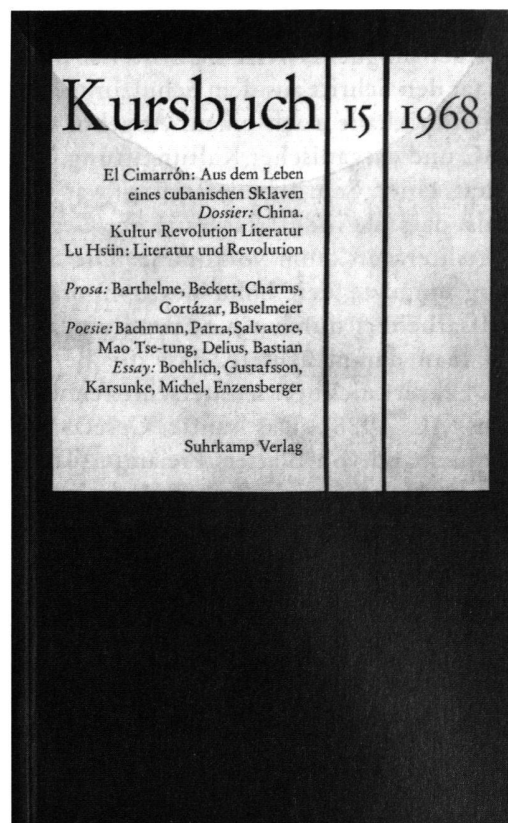 Kursbuch 15 1968
El Cimarrón: Aus dem Leben
eines cubanischen Sklaven
Dossier: China.
Kultur Revolution Literatur
Lu Hsün: Literatur und Revolution
Prosa: Barthelme, Beckett, Charms,
Cortázar, Buselmeier
Poesie: Bachmann, Parra, Salvatore,
Mao Tse-tung, Delius, Bastian
Essay: Boehlich, Gustafsson,
Karsunke, Michel, Enzensberger
Suhrkamp Verlag